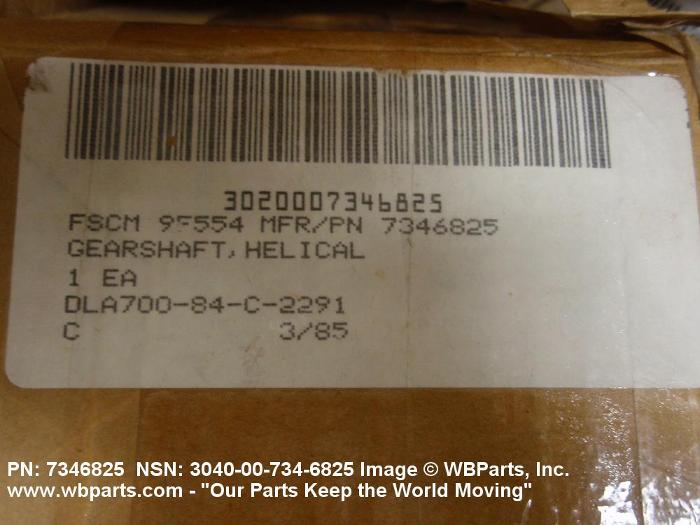 3020007346825
FSCM 9F554 MFR/PN 7346825
GEARSHAFT, HELICAL
1 EA
DLA700-84-C-2291
C 3/85
PN: 7346825 NSN: 3040-00-734-6825 Image © WBParts, Inc.
www.wbparts.com - "Our Parts Keep the World Moving"